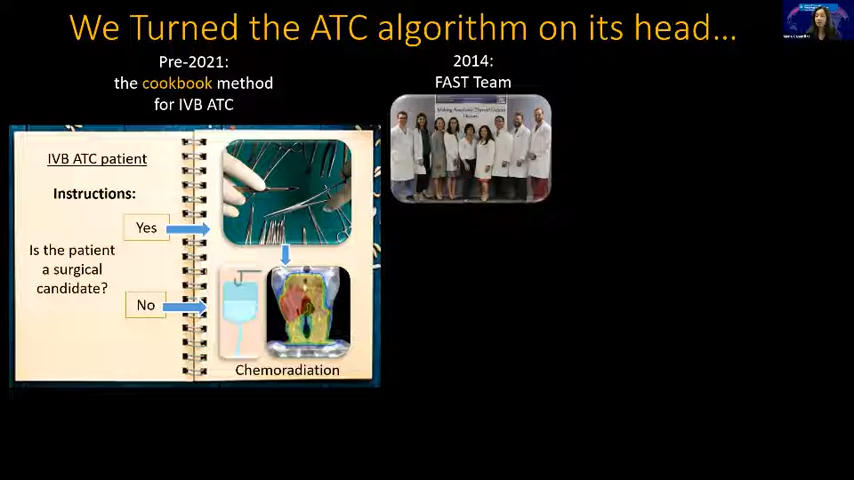 We Turned the ATC algorithm on its head...
Pre-2021:
the cookbook method
for IVB ATC
2014:
FAST Team
IVB ATC patient
Instructions:
Yes
Is the patient
a surgical
candidate?
No
Chemoradiation